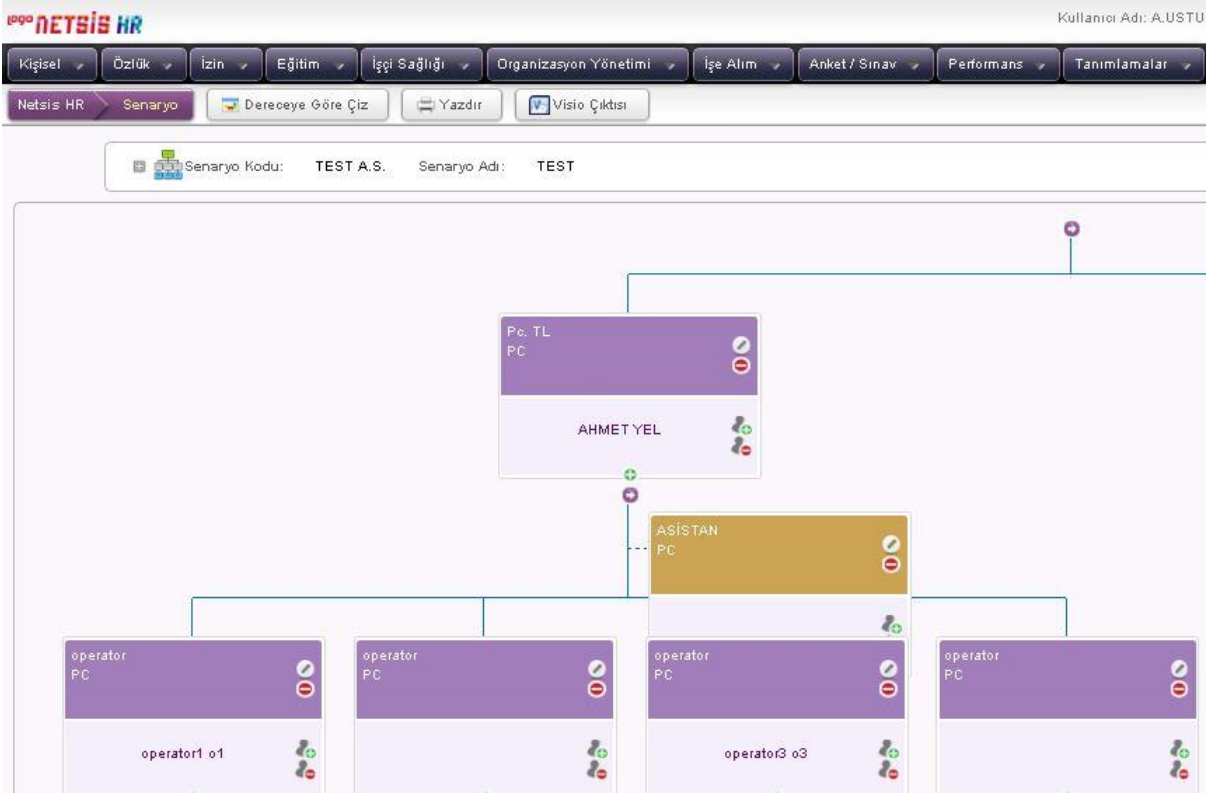 LOGO NETSİS HR
Kullanıcı Adı: A.USTU
Kişisel Özlük İzin Eğitim İşçi Sağlığı Organizasyon Yönetimi İşe Alım Anket / Sınav Performans Tanımlamalar
Netsis HR Senaryo Dereceye Göre Çiz Yazdır Visio Çıktısı
Senaryo Kodu: TEST A.S. Senaryo Adı: TEST
Pc. TL
PC
AHMET YEL
ASİSTAN
PC
operator operator operator operator
PC PC PC PC
operator1 o1 operator3 o3